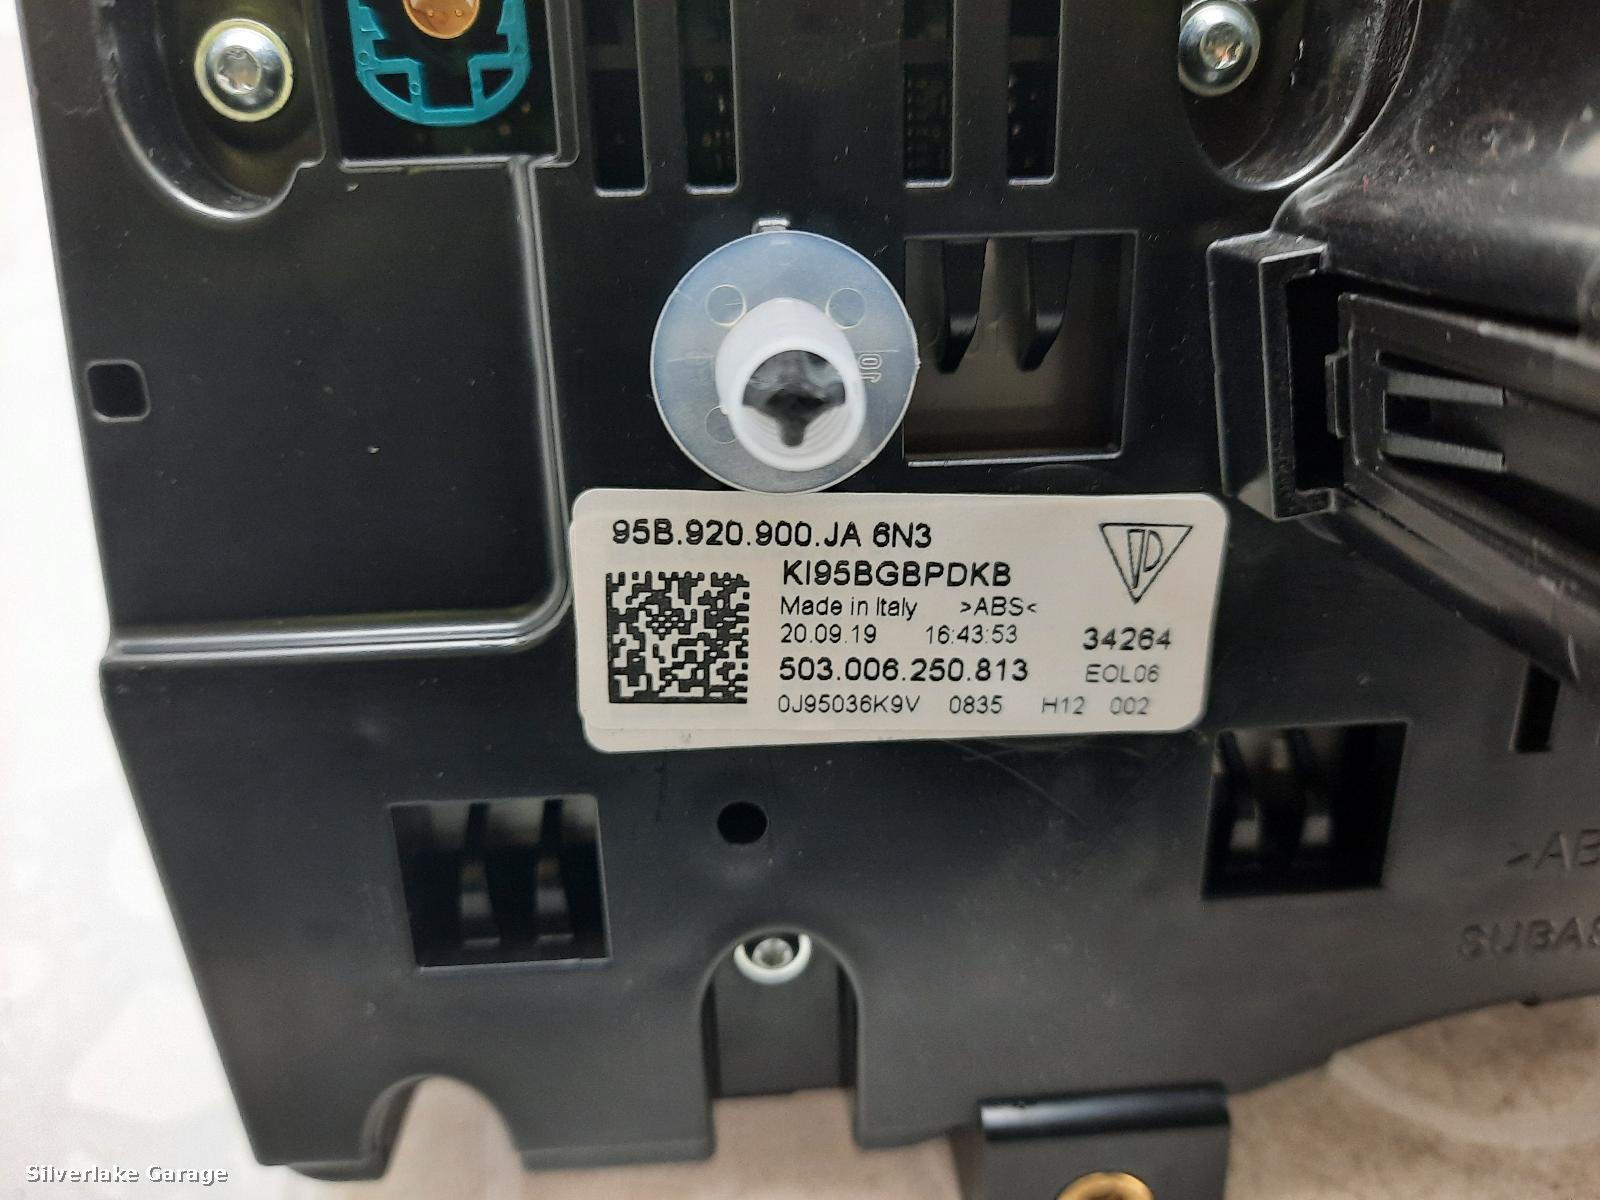 95B.920.900.JA 6N3
KI95BGBPDKB
Made in Italy >ABS<
20.09.19 16:43:53 34264
503.006.250.813 EOL06
0J95036K9V 0835 H12 002
Silverlake Garage